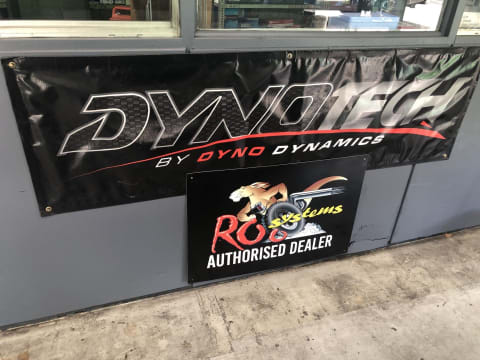 DYNOTECH
BY DYNO DYNAMICS
ROO systems
AUTHORISED DEALER